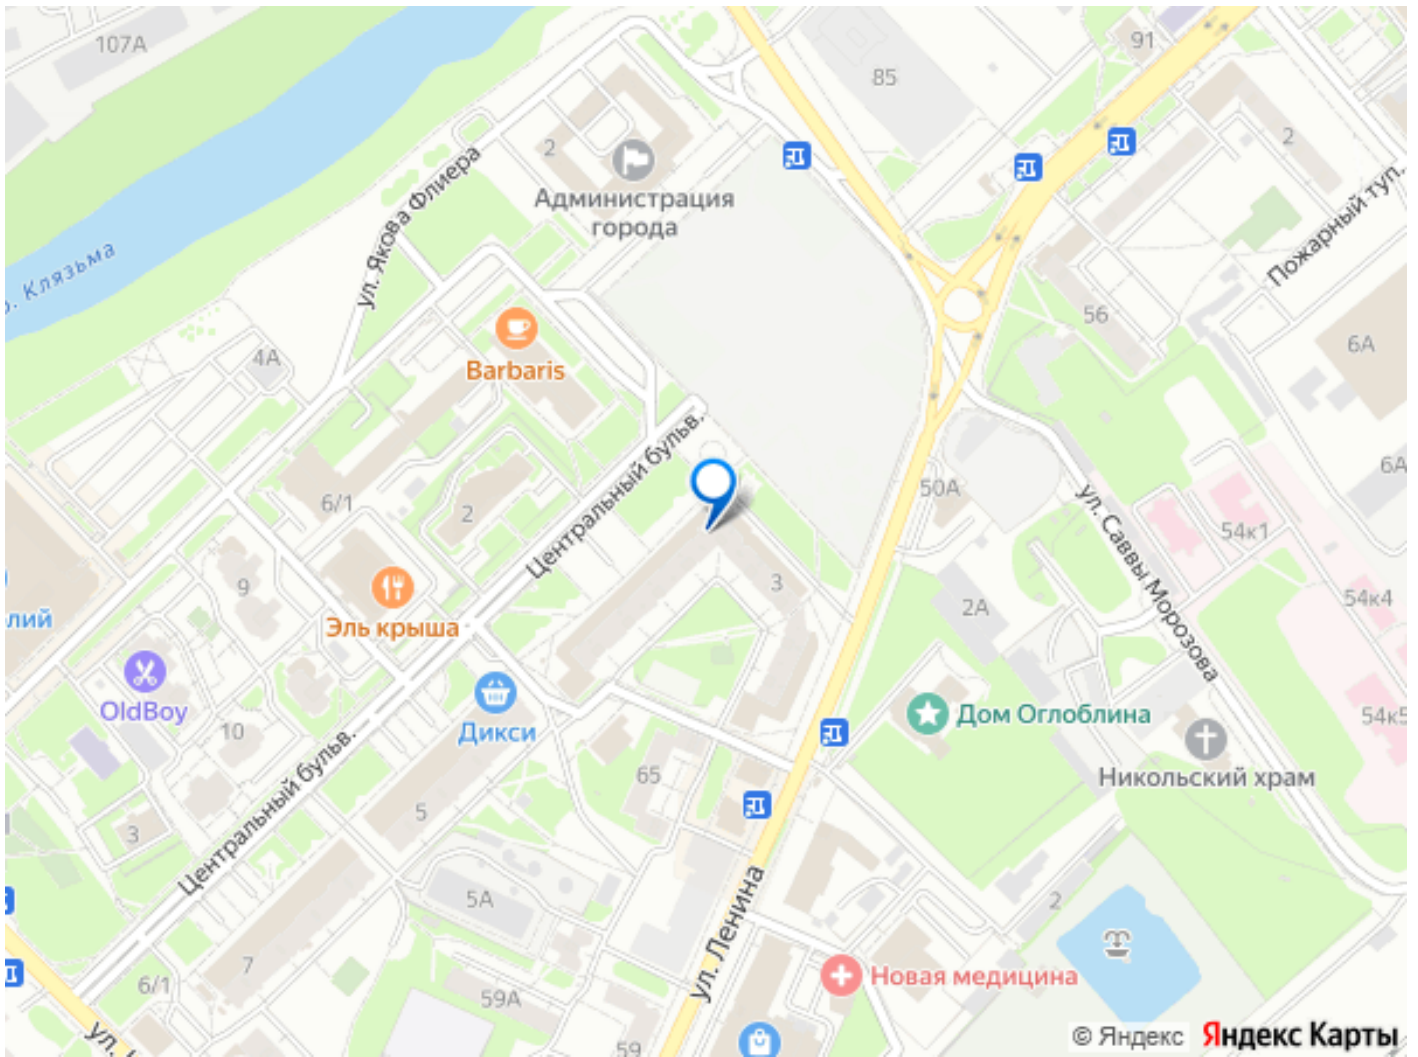 107А
91
85
2
2
Администрация
города
ул. Якова Флиера
Пожарный туп.
р. Клязьма
56
6А
4А
Barbaris
Центральный бульв.
6А
50А
6/1
2
ул. Саввы Морозова
54к1
3
9
54к4
2А
лий
Эль крыша
OldBoy
Дикси
Дом Оглоблина
54к5
10
Никольский храм
65
Центральный бульв.
5
3
5А
2
ул. Ленина
7
6/1
Новая медицина
59А
ул.
59
© Яндекс Яндекс Карты